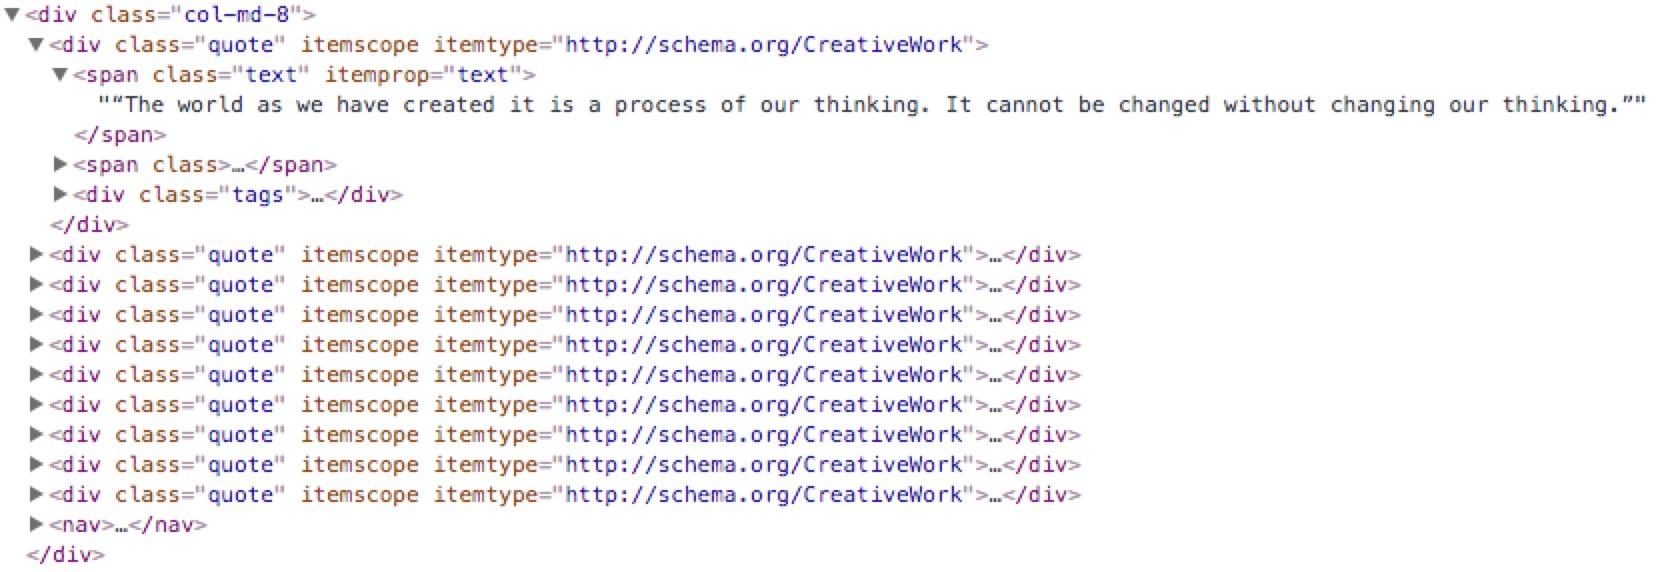 ▼<div class="col-md-8">
▼<div class="quote" itemscope itemtype="http://schema.org/CreativeWork">
▼<span class="text" itemprop="text">
"“The world as we have created it is a process of our thinking. It cannot be changed without changing our thinking.”"
</span>
▶<span class>…</span>
▶<div class="tags">…</div>
</div>
▶<div class="quote" itemscope itemtype="http://schema.org/CreativeWork">…</div>
▶<div class="quote" itemscope itemtype="http://schema.org/CreativeWork">…</div>
▶<div class="quote" itemscope itemtype="http://schema.org/CreativeWork">…</div>
▶<div class="quote" itemscope itemtype="http://schema.org/CreativeWork">…</div>
▶<div class="quote" itemscope itemtype="http://schema.org/CreativeWork">…</div>
▶<div class="quote" itemscope itemtype="http://schema.org/CreativeWork">…</div>
▶<div class="quote" itemscope itemtype="http://schema.org/CreativeWork">…</div>
▶<div class="quote" itemscope itemtype="http://schema.org/CreativeWork">…</div>
▶<div class="quote" itemscope itemtype="http://schema.org/CreativeWork">…</div>
▶<nav>…</nav>
</div>